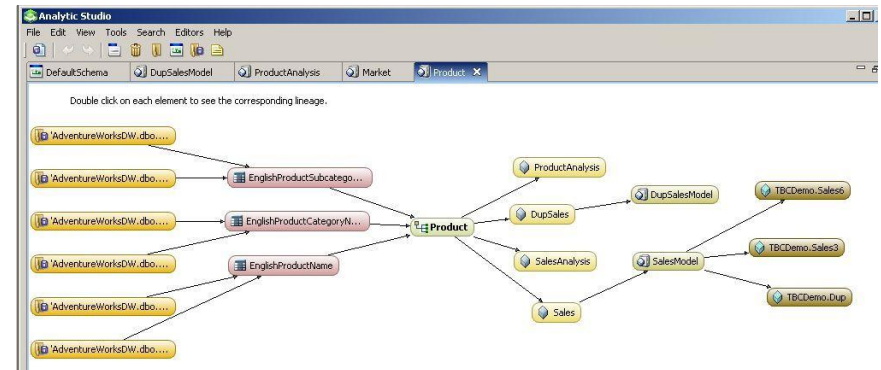 Analytic Studio
File Edit View Tools Search Editors Help
DefaultSchema DupSalesModel ProductAnalysis Market Product
Double click on each element to see the corresponding lineage.
'AdventureWorksDW.dbo....
'AdventureWorksDW.dbo....
'AdventureWorksDW.dbo....
'AdventureWorksDW.dbo....
'AdventureWorksDW.dbo....
'AdventureWorksDW.dbo....
EnglishProductSubcatego...
EnglishProductCategoryN...
EnglishProductName
Product
ProductAnalysis
DupSales
SalesAnalysis
Sales
DupSalesModel
SalesModel
TBCDemo.Sales6
TBCDemo.Sales3
TBCDemo.Dup